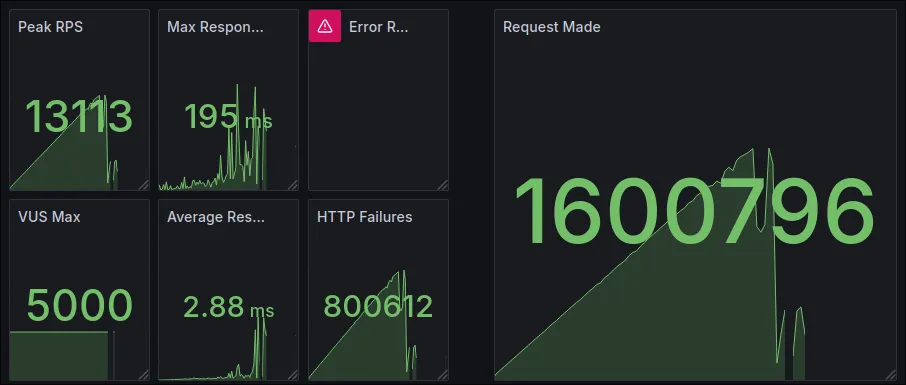 Peak RPS
13113
Max Respon...
195 ms
Error R...
Request Made
1600796
VUS Max
5000
Average Res...
2.88 ms
HTTP Failures
800612